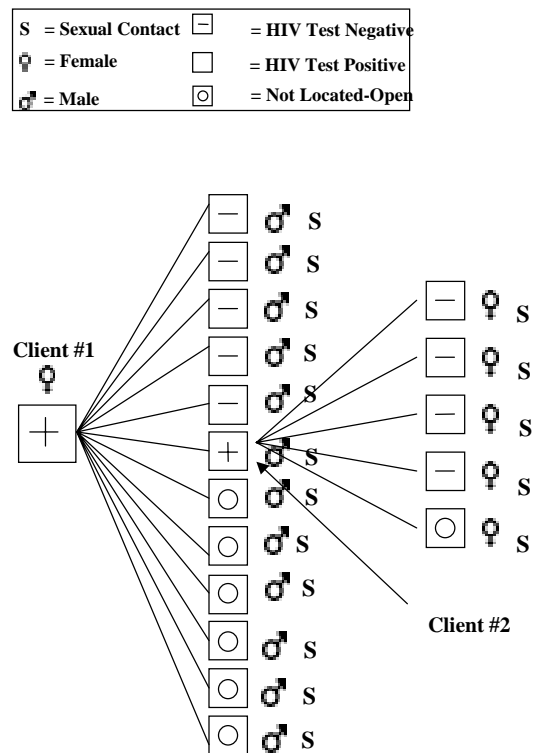 S = Sexual Contact
= HIV Test Negative
♀ = Female
= HIV Test Positive
♂ = Male
= Not Located-Open
♂ S
♂ S
♂ S
♀ S
Client #1
♀
♂ S
♀ S
♂ S
♀ S
+
+
♂ S
♀ S
♂ S
♀ S
♂ S
♂ S
Client #2
♂ S
♂ S
♂ S